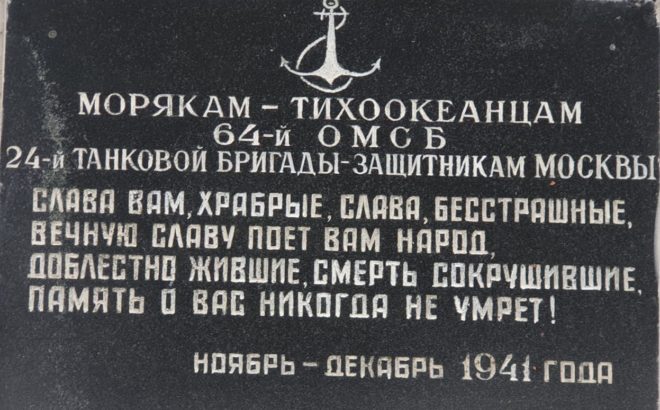 МОРЯКАМ – ТИХООКЕАНЦАМ
64-й ОМСБ
24-й ТАНКОВОЙ БРИГАДЫ-ЗАЩИТНИКАМ МОСКВЫ
СЛАВА ВАМ, ХРАБРЫЕ, СЛАВА, БЕССТРАШНЫЕ,
ВЕЧНУЮ СЛАВУ ПОЕТ ВАМ НАРОД,
ДОБЛЕСТНО ЖИВШИЕ, СМЕРТЬ СОКРУШИВШИЕ,
ПАМЯТЬ О ВАС НИКОГДА НЕ УМРЕТ!
НОЯБРЬ – ДЕКАБРЬ 1941 ГОДА